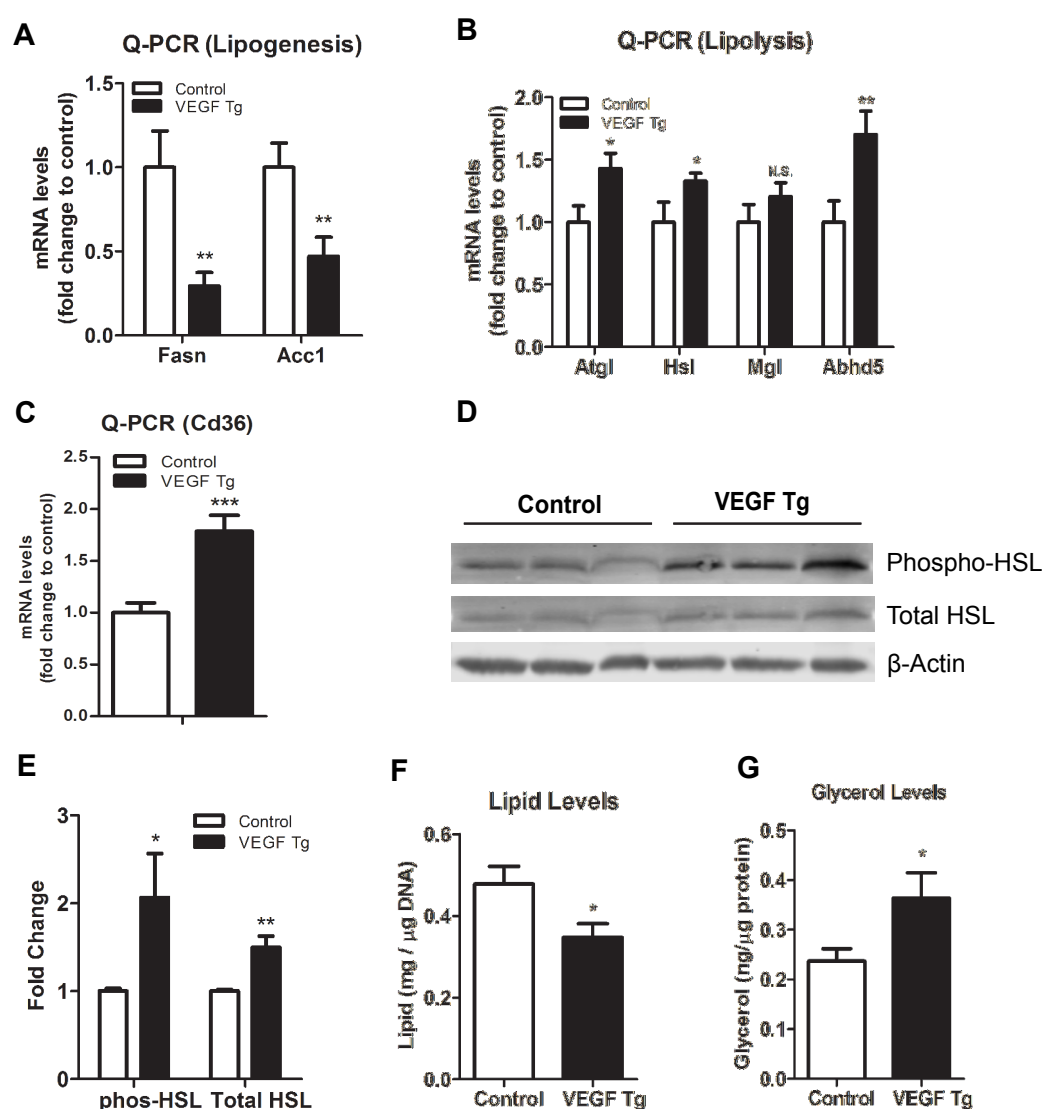 A
Q-PCR (Lipogenesis)
Control
VEGF Tg
mRNA levels
(fold change to control)
1.5
1.0
0.5
0.0
**
**
Fasn
Acc1
B
Q-PCR (Lipolysis)
Control
VEGF Tg
mRNA levels
(fold change to control)
2.0
1.5
1.0
0.5
0.0
*
*
N.S.
**
Atgl
Hsl
Mgl
Abhd5
C
Q-PCR (Cd36)
Control
VEGF Tg
mRNA levels
(fold change to control)
2.5
2.0
1.5
1.0
0.5
0.0
***
D
Control
VEGF Tg
Phospho-HSL
Total HSL
β-Actin
E
Control
VEGF Tg
Fold Change
3
2
1
0
*
**
phos-HSL
Total HSL
F
Lipid Levels
Lipid (mg / μg DNA)
0.6
0.4
0.2
0.0
*
Control
VEGF Tg
G
Glycerol Levels
Glycerol (ng/μg protein)
0.5
0.4
0.3
0.2
0.1
0.0
*
Control
VEGF Tg